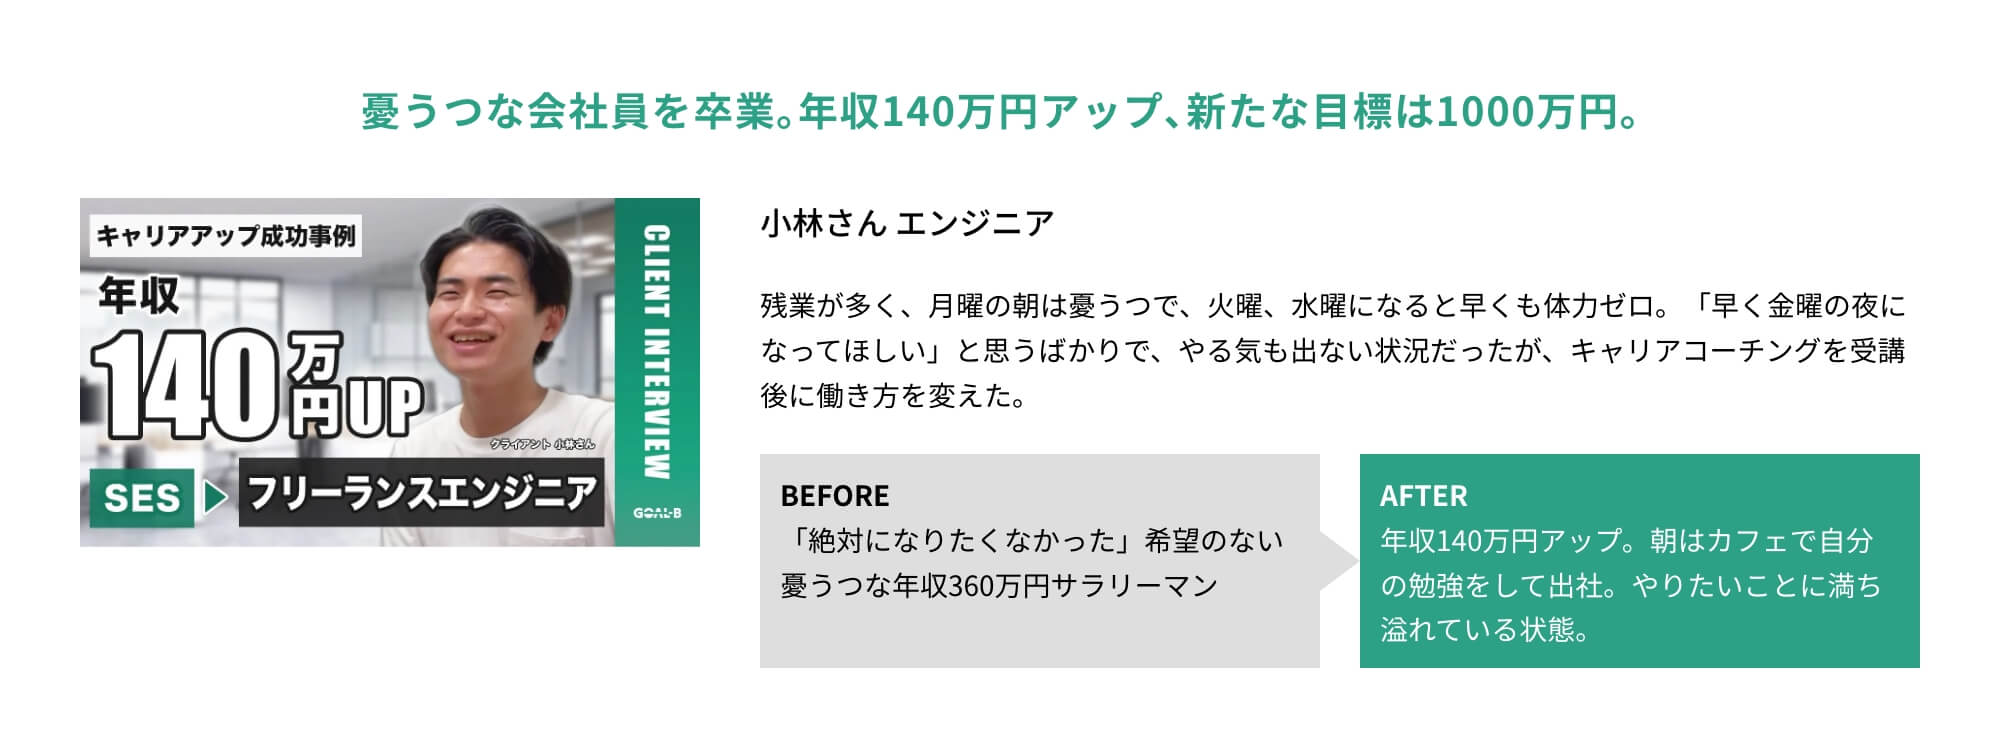 憂うつな会社員を卒業。年収140万円アップ、新たな目標は1000万円。
キャリアアップ成功事例
年収
140万円UP
クライアント 小林さん
SES
フリーランスエンジニア
CLIENT INTERVIEW
GOAL-B
小林さん エンジニア
残業が多く、月曜の朝は憂うつで、火曜、水曜になると早くも体力ゼロ。「早く金曜の夜に
なってほしい」と思うばかりで、やる気も出ない状況だったが、キャリアコーチングを受講
後に働き方を変えた。
BEFORE
「絶対になりたくなかった」希望のない
憂うつな年収360万円サラリーマン
AFTER
年収140万円アップ。朝はカフェで自分
の勉強をして出社。やりたいことに満ち
溢れている状態。